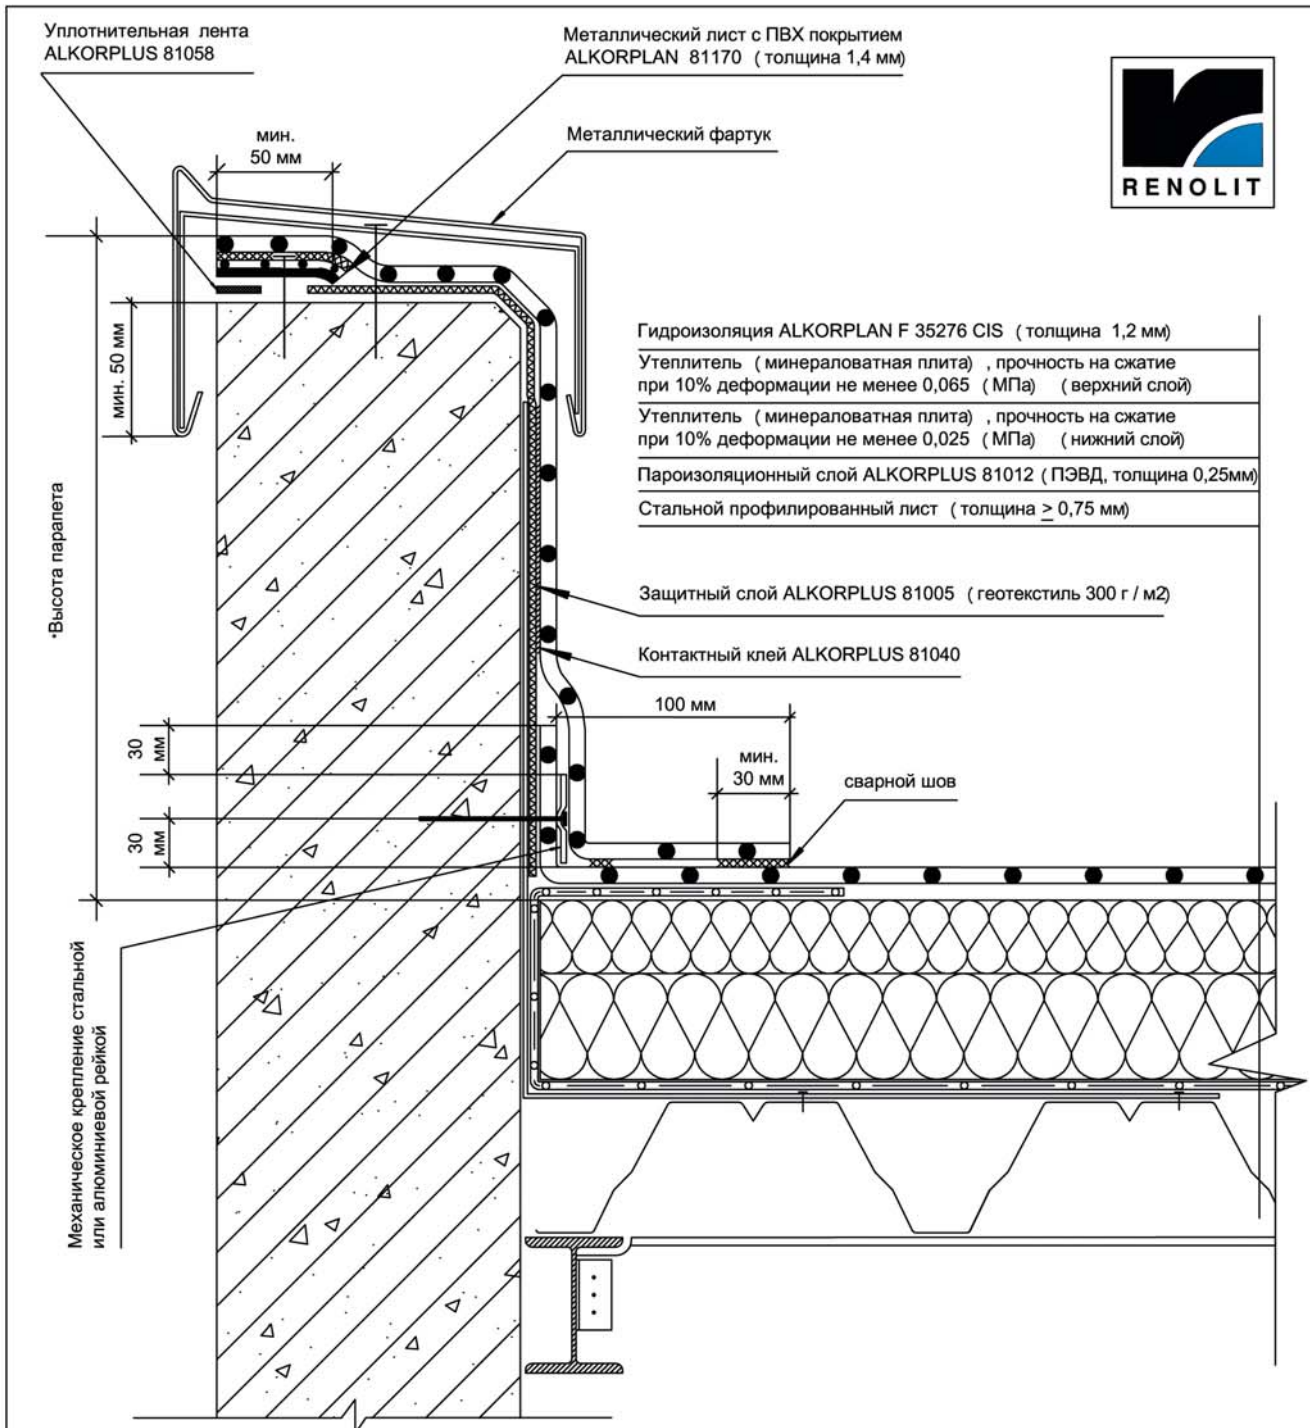 Уплотнительная лента
ALKORPLUS 81058
Металлический лист с ПВХ покрытием
ALKORPLAN 81170 ( толщина 1,4 мм)
RENOLIT
Металлический фартук
мин.
50 мм
мин. 50 мм
Гидроизоляция ALKORPLAN F 35276 CIS ( толщина 1,2 мм)
Утеплитель ( минераловатная плита) , прочность на сжатие
при 10% деформации не менее 0,065 ( МПа) ( верхний слой)
Утеплитель ( минераловатная плита) , прочность на сжатие
при 10% деформации не менее 0,025 ( МПа) ( нижний слой)
Пароизоляционный слой ALKORPLUS 81012 ( ПЭВД, толщина 0,25мм)
Стальной профилированный лист ( толщина ≥ 0,75 мм)
*Высота парапета
Защитный слой ALKORPLUS 81005 ( геотекстиль 300 г / м2)
Контактный клей ALKORPLUS 81040
100 мм
30
мм
мин.
30 мм
сварной шов
30
мм
Механическое крепление стальной
или алюминиевой рейкой